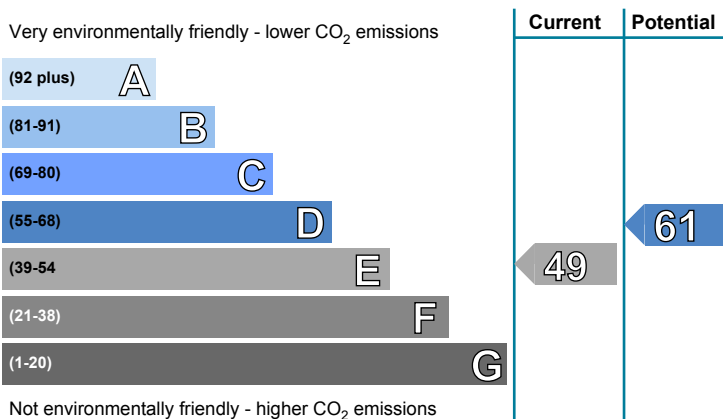 Very environmentally friendly - lower CO2 emissions
Current
Potential
(92 plus) A
(81-91) B
(69-80) C
(55-68) D
61
(39-54 E
49
(21-38) F
(1-20) G
Not environmentally friendly - higher CO2 emissions